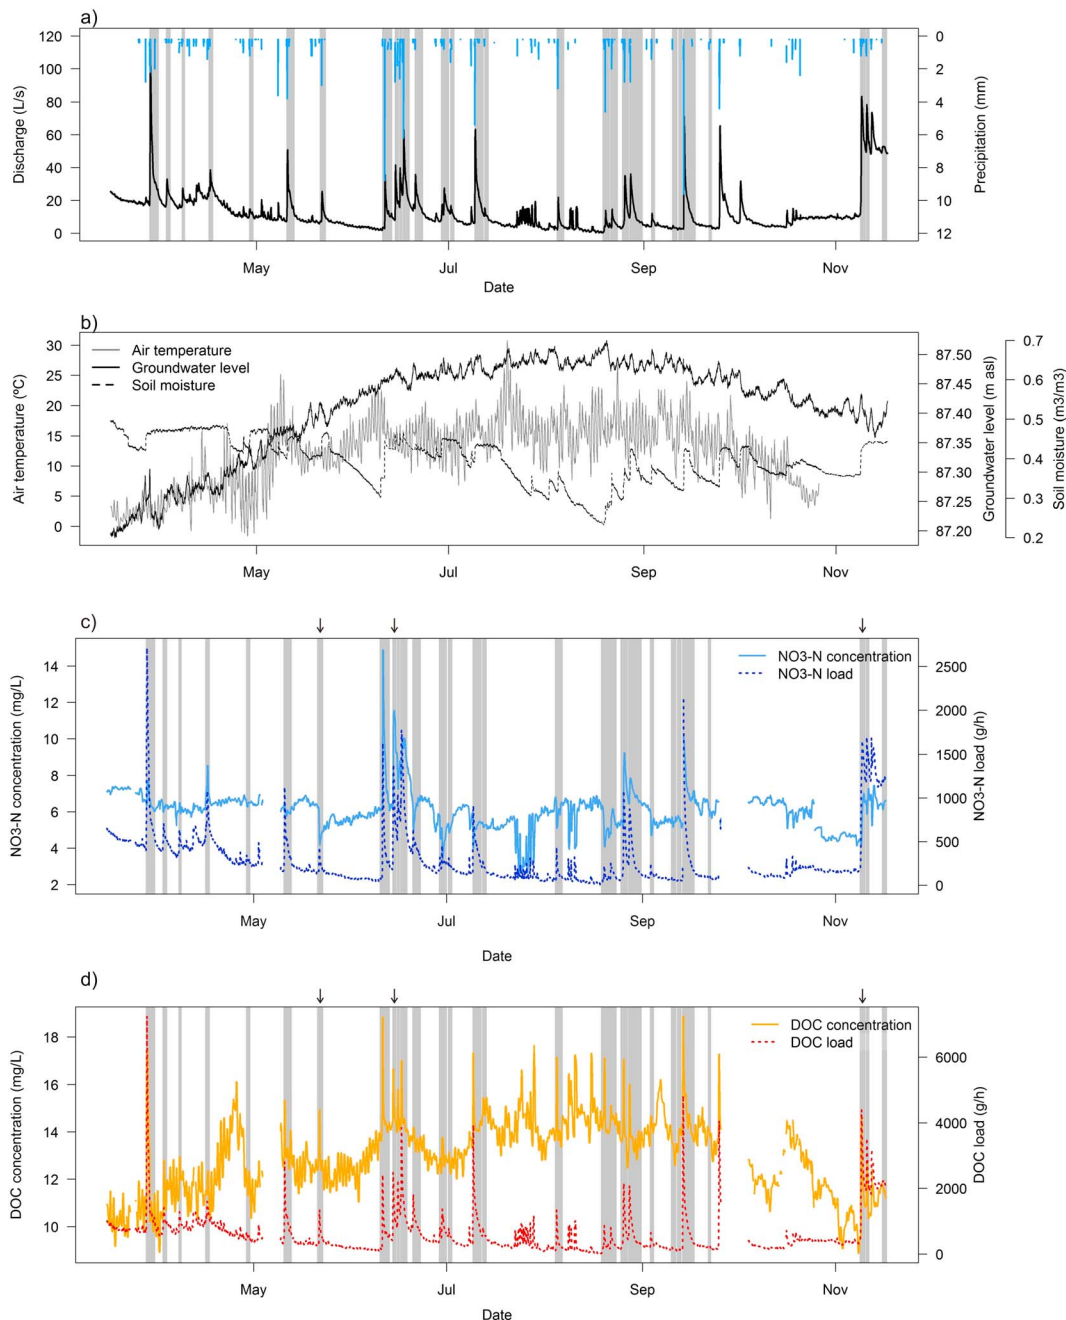 a)
120
100
80
60
40
20
0
Discharge (L/s)
0
2
4
6
8
10
12
Precipitation (mm)
May
Jul
Sep
Nov
Date
b)
Air temperature
Groundwater level
Soil moisture
30
25
20
15
10
5
0
Air temperature (ºC)
87.50
87.45
87.40
87.35
87.30
87.25
87.20
Groundwater level (m asl)
0.7
0.6
0.5
0.4
0.3
0.2
Soil moisture (m3/m3)
May
Jul
Sep
Nov
c)
NO3-N concentration
NO3-N load
14
12
10
8
6
4
2
NO3-N concentration (mg/L)
2500
2000
1500
1000
500
0
NO3-N load (g/h)
May
Jul
Sep
Nov
Date
d)
DOC concentration
DOC load
18
16
14
12
10
DOC concentration (mg/L)
6000
4000
2000
0
DOC load (g/h)
May
Jul
Sep
Nov
Date